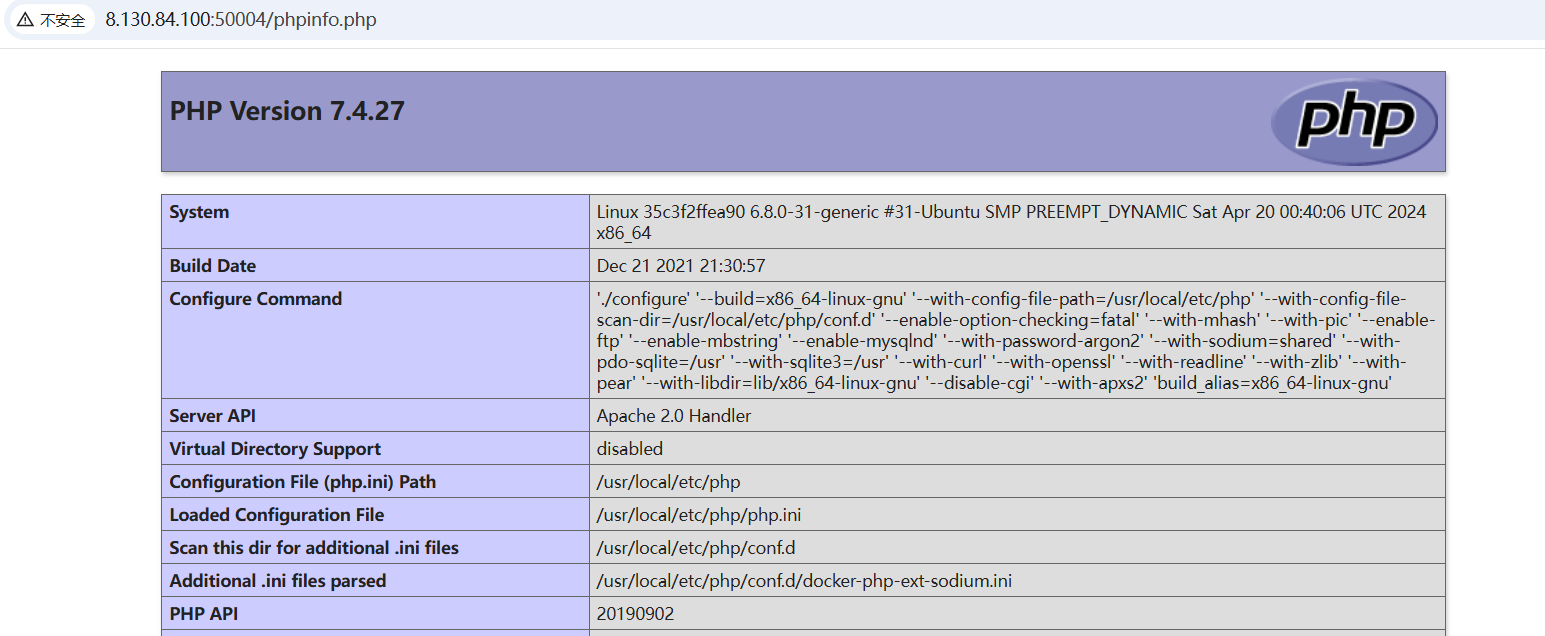 不安全 8.130.84.100:50004/phpinfo.php
PHP Version 7.4.27
php
System
Linux 35c3f2ffea90 6.8.0-31-generic #31-Ubuntu SMP PREEMPT_DYNAMIC Sat Apr 20 00:40:06 UTC 2024
x86_64
Build Date
Dec 21 2021 21:30:57
Configure Command
'./configure' '--build=x86_64-linux-gnu' '--with-config-file-path=/usr/local/etc/php' '--with-config-file-
scan-dir=/usr/local/etc/php/conf.d' '--enable-option-checking=fatal' '--with-mhash' '--with-pic' '--enable-
ftp' '--enable-mbstring' '--enable-mysqlnd' '--with-password-argon2' '--with-sodium=shared' '--with-
pdo-sqlite=/usr' '--with-sqlite3=/usr' '--with-curl' '--with-openssl' '--with-readline' '--with-zlib' '--with-
pear' '--with-libdir=lib/x86_64-linux-gnu' '--disable-cgi' '--with-apxs2' 'build_alias=x86_64-linux-gnu'
Server API
Apache 2.0 Handler
Virtual Directory Support
disabled
Configuration File (php.ini) Path
/usr/local/etc/php
Loaded Configuration File
/usr/local/etc/php/php.ini
Scan this dir for additional .ini files
/usr/local/etc/php/conf.d
Additional .ini files parsed
/usr/local/etc/php/conf.d/docker-php-ext-sodium.ini
PHP API
20190902